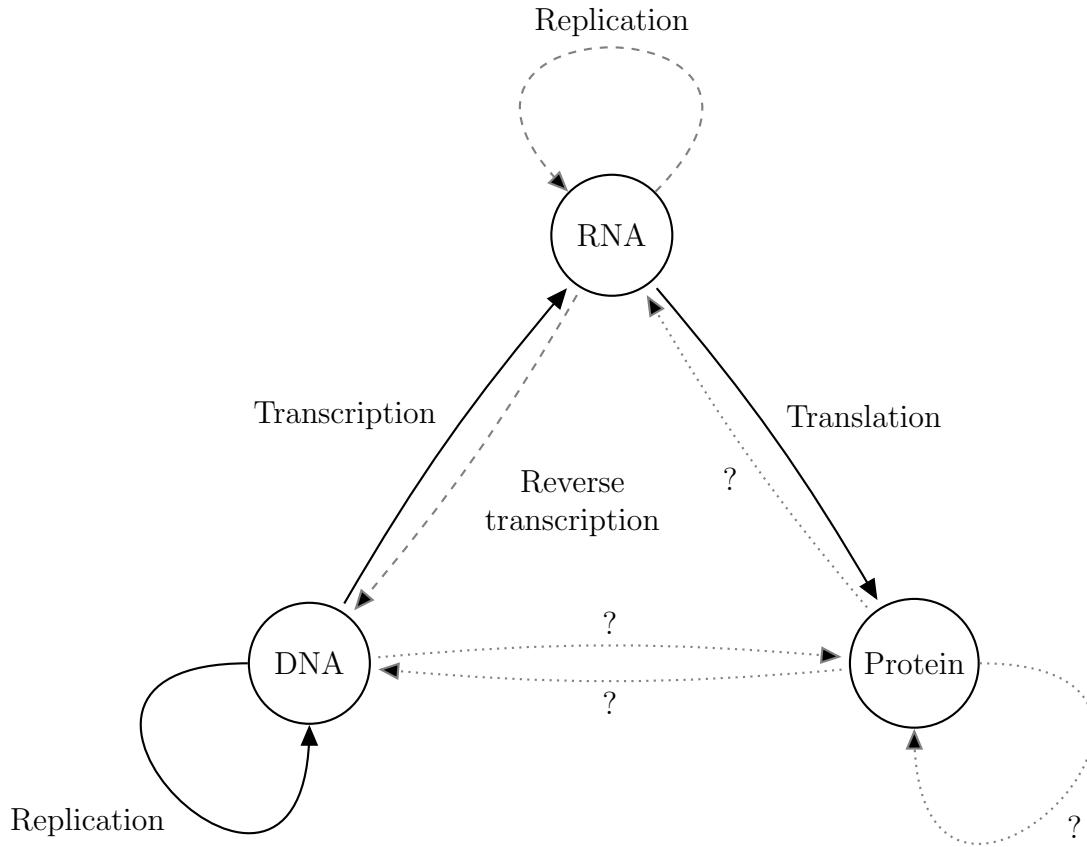 Replication
RNA
Transcription
Translation
?
Reverse
transcription
?
DNA
Protein
?
Replication
?